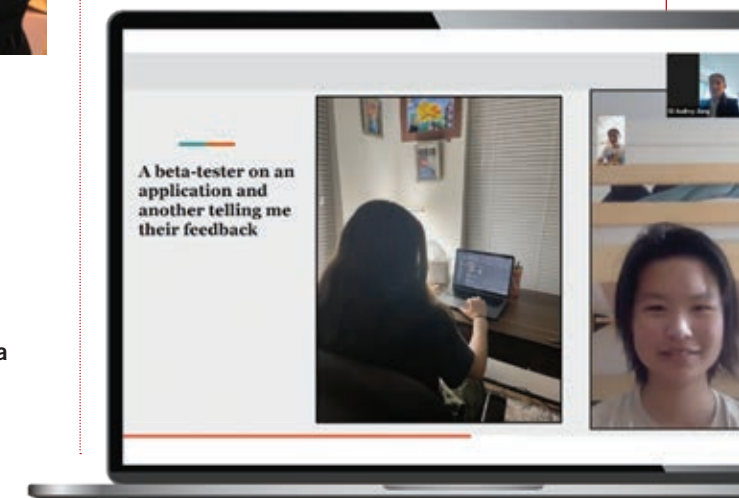 A beta-tester on an
application and
another telling me
their feedback
a